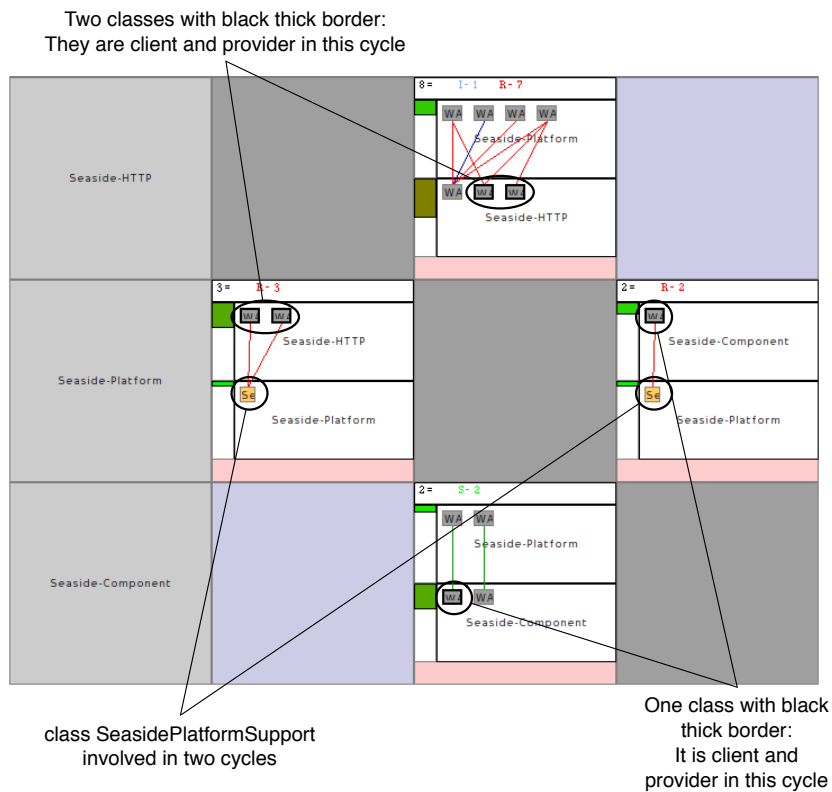 Two classes with black thick border:
They are client and provider in this cycle
8= I-1 R-7
WA WA WA WA
Seaside-Platform
Seaside-HTTP
WA WA WA
Seaside-HTTP
3= R-3
WA WA
Seaside-HTTP
Seaside-Platform
Se
Seaside-Platform
2= R-2
WA
Seaside-Component
Se
Seaside-Platform
2= S-2
WA WA
Seaside-Platform
Seaside-Component
WA WA
Seaside-Component
class SeasidePlatformSupport
involved in two cycles
One class with black
thick border:
It is client and
provider in this cycle